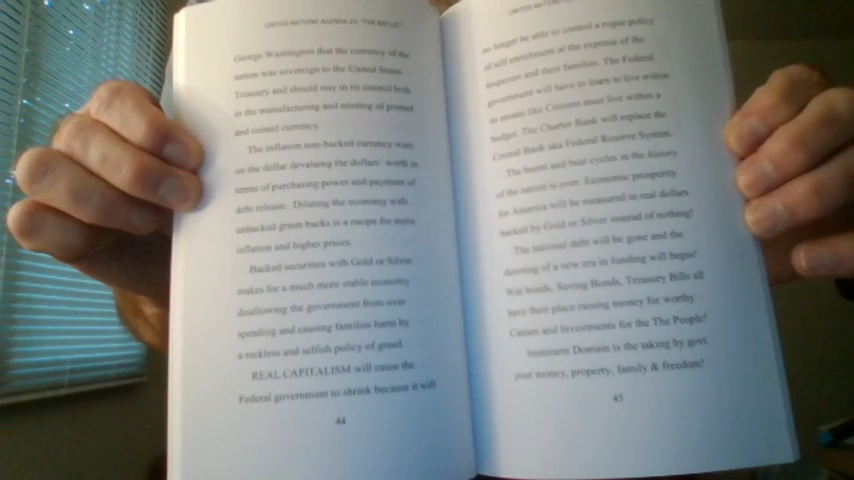 UNITED NATIONS AGENDA 21: "THE BIG LIE"
George Washington that the currency of the
nation was sovereign to the United States
Treasury and should stay in its control both
in the manufacturing and minting of printed
and coined currency.
The inflation non-backed currency wars
on the dollar devaluing the dollars' worth in
terms of purchasing power and payment of
debt release. Diluting the economy with
unbacked green backs is a recipe for more
inflation and higher prices.
Backed securities with Gold or Silver
makes for a much more stable economy
disallowing the government from over
spending and causing families harm by
a reckless and selfish policy of greed.
REAL CAPITALISM will cause the
Federal government to shrink because it will
44
UNITED NATIONS
no longer be able to control a rogue policy
of self enrichment at the expense of the
taxpayers and their families. The Federal
government will have to learn to live within
its means like Citizens must live within a
budget. The Charter Bank will replace the
Central Bank aka Federal Reserve System.
The boom and bust cycles in the history
of the nation is over. Economic prosperity
for America will be measured in real dollars
backed by Gold or Silver instead of nothing!
The national debt will be gone and the
dawning of a new era in funding will begin!
War bonds, Saving Bonds, Treasury Bills all
have their place raising money for worthy
Causes and Investments for the The People!
Imminent Domain is the taking by govt.
your money, property, family & freedom!
45